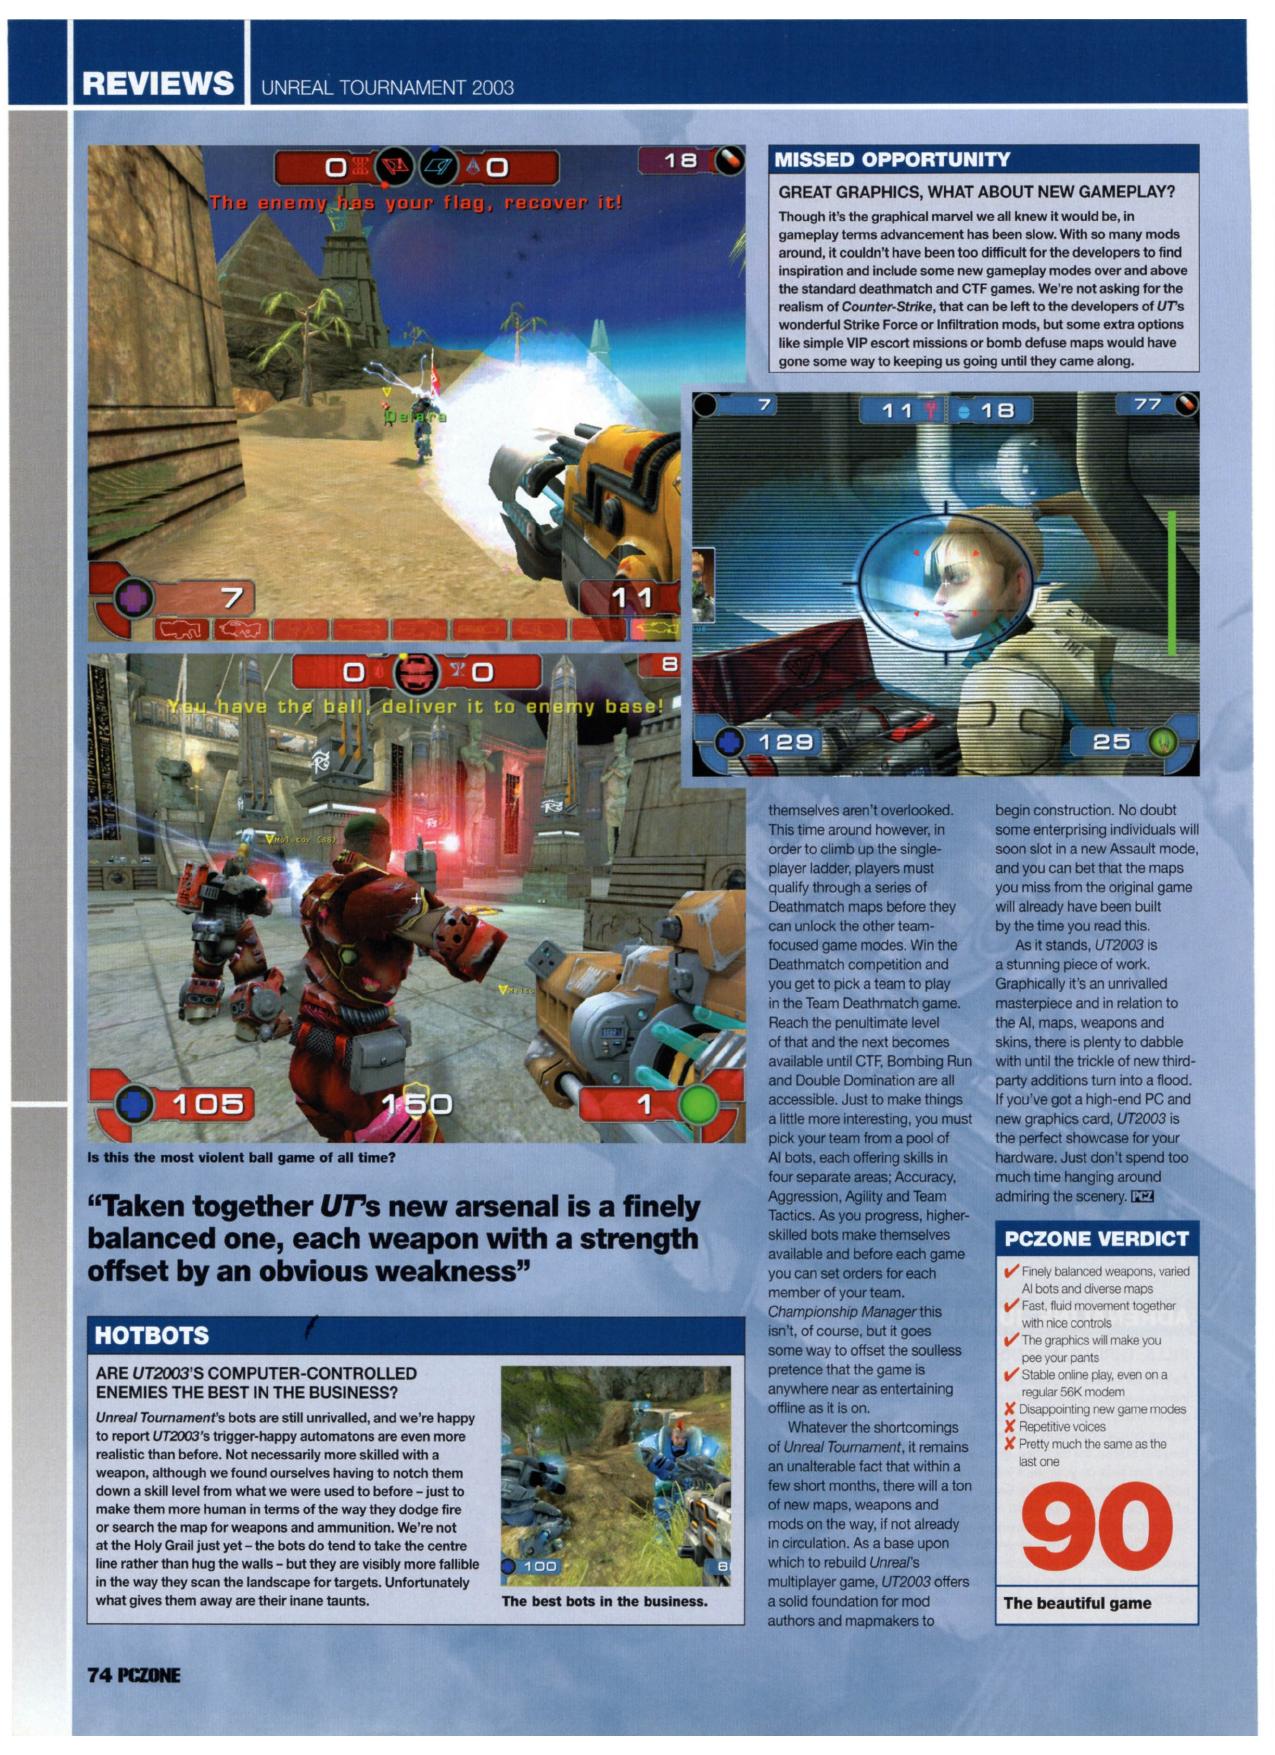 REVIEWS
UNREAL TOURNAMENT 2003
0
0
18
The enemy has your flag, recover it!
Delara
7
11
MISSED OPPORTUNITY
GREAT GRAPHICS, WHAT ABOUT NEW GAMEPLAY?
Though it's the graphical marvel we all knew it would be, in
gameplay terms advancement has been slow. With so many mods
around, it couldn't have been too difficult for the developers to find
inspiration and include some new gameplay modes over and above
the standard deathmatch and CTF games. We're not asking for the
realism of Counter-Strike, that can be left to the developers of UT's
wonderful Strike Force or Infiltration mods, but some extra options
like simple VIP escort missions or bomb defuse maps would have
gone some way to keeping us going until they came along.
7
11
18
77
129
25
0
0
8
You have the ball, deliver it to enemy base!
105
150
1
Is this the most violent ball game of all time?
"Taken together UT's new arsenal is a finely
balanced one, each weapon with a strength
offset by an obvious weakness"
HOTBOTS
ARE UT2003'S COMPUTER-CONTROLLED
ENEMIES THE BEST IN THE BUSINESS?
Unreal Tournament's bots are still unrivalled, and we're happy
to report UT2003's trigger-happy automatons are even more
realistic than before. Not necessarily more skilled with a
weapon, although we found ourselves having to notch them
down a skill level from what we were used to before – just to
make them more human in terms of the way they dodge fire
or search the map for weapons and ammunition. We're not
at the Holy Grail just yet – the bots do tend to take the centre
line rather than hug the walls – but they are visibly more fallible
in the way they scan the landscape for targets. Unfortunately
what gives them away are their inane taunts.
100
8
The best bots in the business.
themselves aren't overlooked.
This time around however, in
order to climb up the single-
player ladder, players must
qualify through a series of
Deathmatch maps before they
can unlock the other team-
focused game modes. Win the
Deathmatch competition and
you get to pick a team to play
in the Team Deathmatch game.
Reach the penultimate level
of that and the next becomes
available until CTF, Bombing Run
and Double Domination are all
accessible. Just to make things
a little more interesting, you must
pick your team from a pool of
AI bots, each offering skills in
four separate areas; Accuracy,
Aggression, Agility and Team
Tactics. As you progress, higher-
skilled bots make themselves
available and before each game
you can set orders for each
member of your team.
Championship Manager this
isn't, of course, but it goes
some way to offset the soulless
pretence that the game is
anywhere near as entertaining
offline as it is on.
Whatever the shortcomings
of Unreal Tournament, it remains
an unalterable fact that within a
few short months, there will a ton
of new maps, weapons and
mods on the way, if not already
in circulation. As a base upon
which to rebuild Unreal's
multiplayer game, UT2003 offers
a solid foundation for mod
authors and mapmakers to
begin construction. No doubt
some enterprising individuals will
soon slot in a new Assault mode,
and you can bet that the maps
you miss from the original game
will already have been built
by the time you read this.
As it stands, UT2003 is
a stunning piece of work.
Graphically it's an unrivalled
masterpiece and in relation to
the AI, maps, weapons and
skins, there is plenty to dabble
with until the trickle of new third-
party additions turn into a flood.
If you've got a high-end PC and
new graphics card, UT2003 is
the perfect showcase for your
hardware. Just don't spend too
much time hanging around
admiring the scenery. PCZ
PCZONE VERDICT
✔ Finely balanced weapons, varied
AI bots and diverse maps
✔ Fast, fluid movement together
with nice controls
✔ The graphics will make you
pee your pants
✔ Stable online play, even on a
regular 56K modem
✘ Disappointing new game modes
✘ Repetitive voices
✘ Pretty much the same as the
last one
90
The beautiful game
74 PCZONE